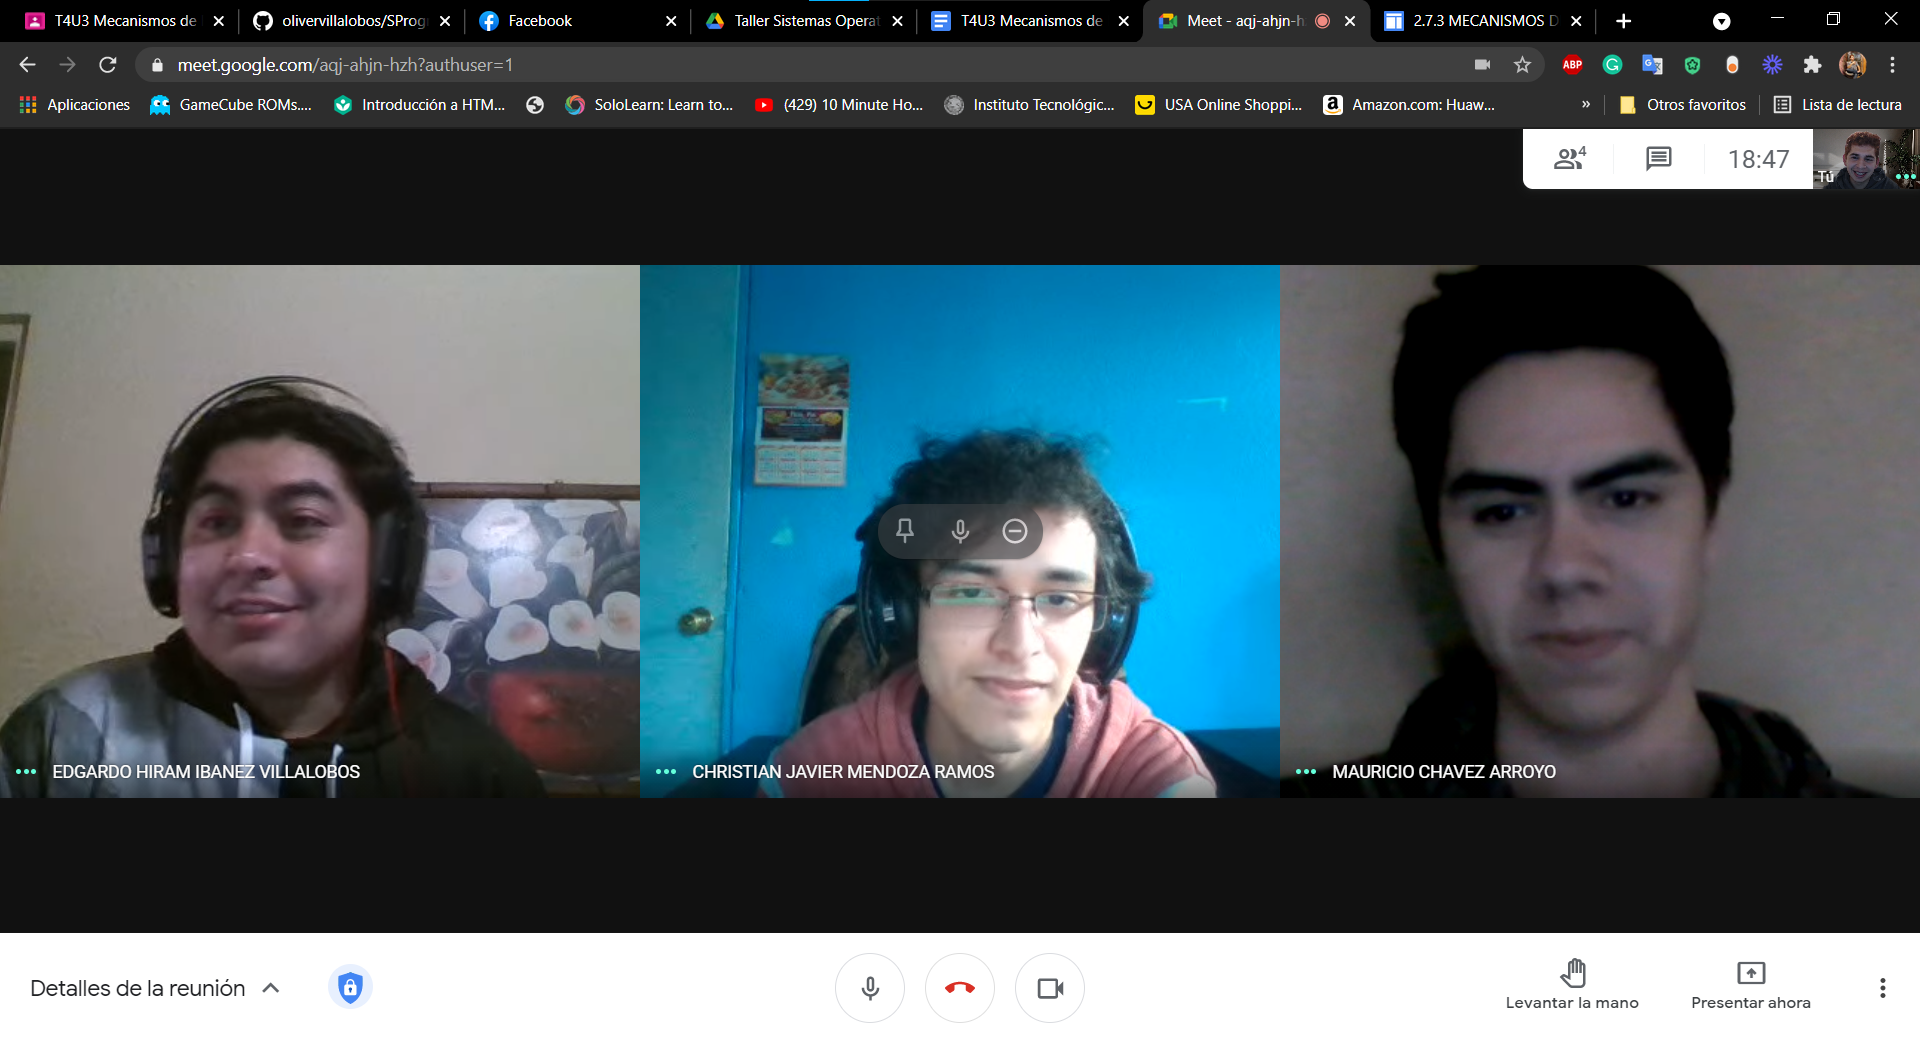 T4U3 Mecanismos de
olivervillalobos/SProg
Facebook
Taller Sistemas Operat
T4U3 Mecanismos de
Meet - aqj-ahjn-h
2.7.3 MECANISMOS D
meet.google.com/aqj-ahjn-hzh?authuser=1
ABP
Aplicaciones
GameCube ROMs....
Introducción a HTM...
SoloLearn: Learn to...
(429) 10 Minute Ho...
Instituto Tecnológic...
USA Online Shoppi...
Amazon.com: Huaw...
»
Otros favoritos
Lista de lectura
4
18:47
Tú
EDGARDO HIRAM IBANEZ VILLALOBOS
CHRISTIAN JAVIER MENDOZA RAMOS
MAURICIO CHAVEZ ARROYO
Detalles de la reunión
Levantar la mano
Presentar ahora